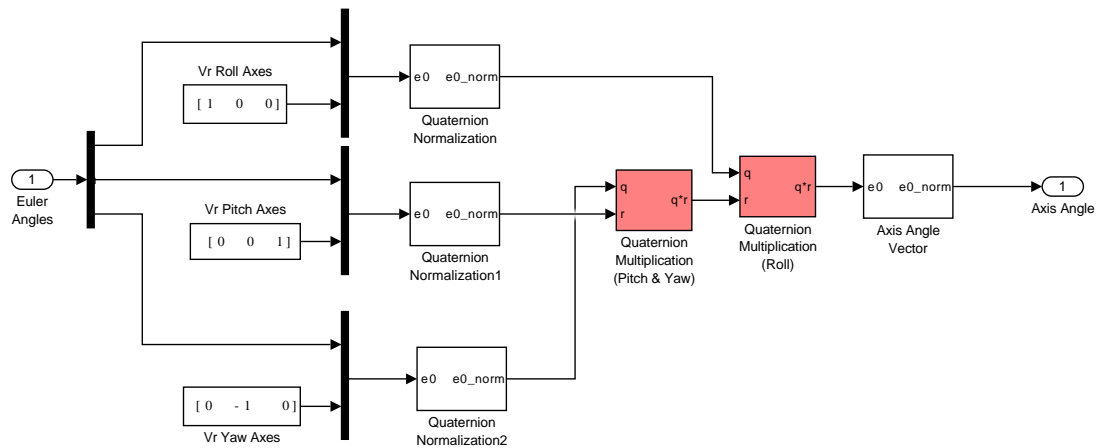 Vr Roll Axes
[ 1 0 0]
e0 e0_norm
Quaternion
Normalization
1
Euler
Angles
Vr Pitch Axes
[ 0 0 1]
e0 e0_norm
Quaternion
Normalization1
q
r
q*r
Quaternion
Multiplication
(Pitch & Yaw)
q
r
q*r
Quaternion
Multiplication
(Roll)
e0 e0_norm
Axis Angle
Vector
1
Axis Angle
[ 0 -1 0]
Vr Yaw Axes
e0 e0_norm
Quaternion
Normalization2